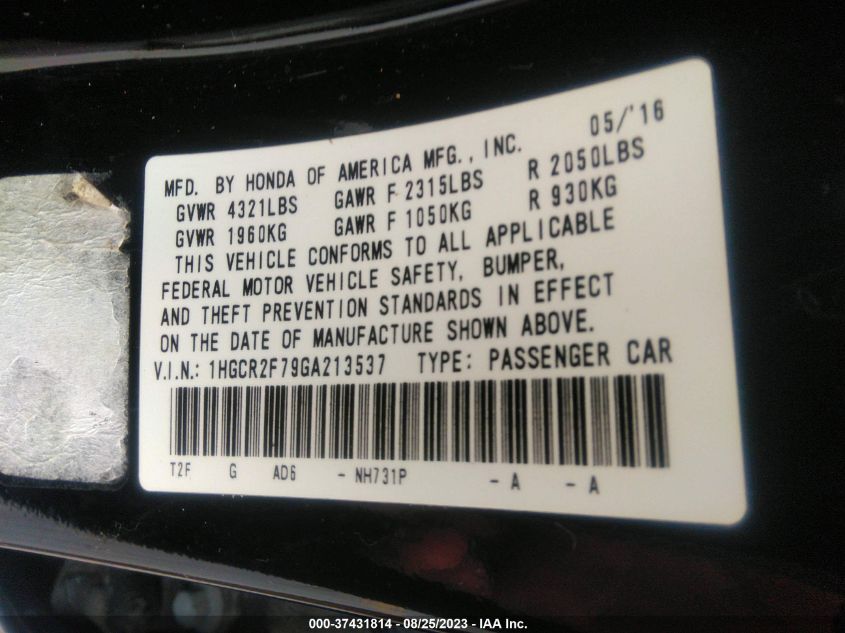 05/'16
MFD. BY HONDA OF AMERICA MFG., INC.
GVWR 4321LBS GAWR F 2315LBS R 2050LBS
GVWR 1960KG GAWR F 1050KG R 930KG
THIS VEHICLE CONFORMS TO ALL APPLICABLE
FEDERAL MOTOR VEHICLE SAFETY, BUMPER,
AND THEFT PREVENTION STANDARDS IN EFFECT
ON THE DATE OF MANUFACTURE SHOWN ABOVE.
V.I.N.: 1HGCR2F79GA213537 TYPE: PASSENGER CAR
T2F G AD6 - NH731P - A - A
000-37431814 - 08/25/2023 - IAA Inc.